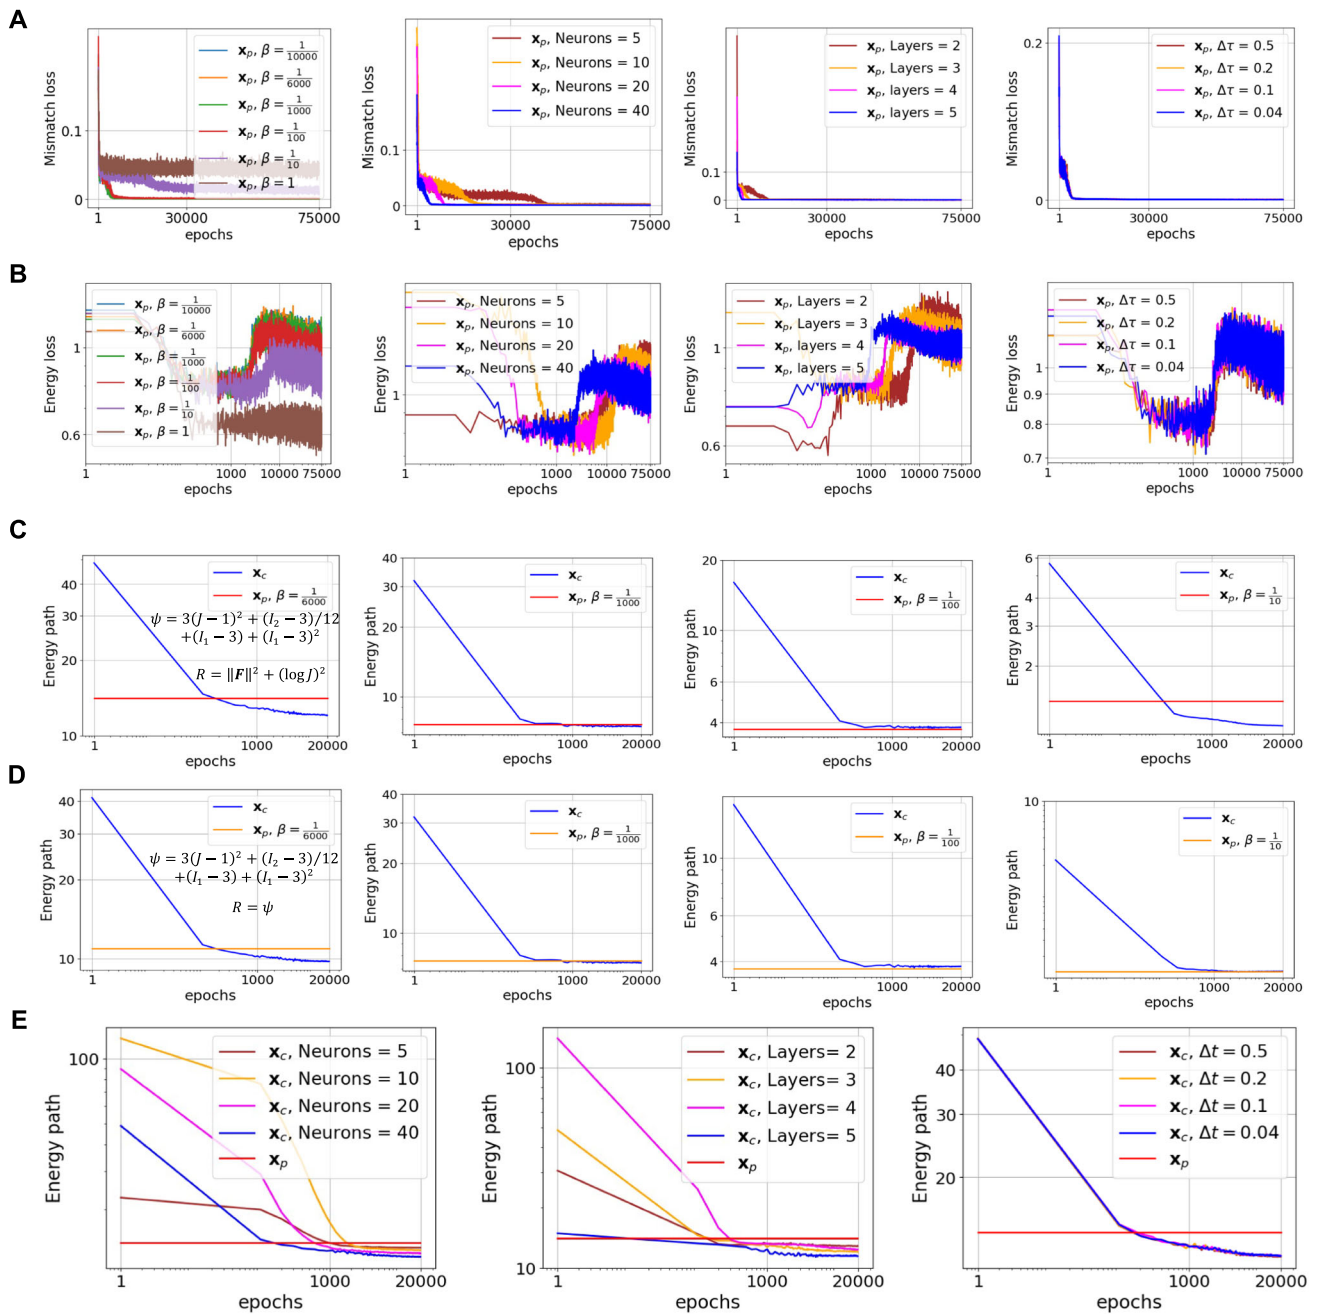 A
Mismatch loss
0.1
0
1
30000
75000
epochs
x_p, β = 1/10000
x_p, β = 1/6000
x_p, β = 1/1000
x_p, β = 1/100
x_p, β = 1/10
x_p, β = 1
Mismatch loss
0.1
0
1
30000
75000
epochs
x_p, Neurons = 5
x_p, Neurons = 10
x_p, Neurons = 20
x_p, Neurons = 40
Mismatch loss
0.1
0
1
30000
75000
epochs
x_p, Layers = 2
x_p, Layers = 3
x_p, layers = 4
x_p, layers = 5
Mismatch loss
0.2
0
1
30000
75000
epochs
x_p, Δτ = 0.5
x_p, Δτ = 0.2
x_p, Δτ = 0.1
x_p, Δτ = 0.04
B
Energy loss
1
0.6
1
1000
100000
75000
epochs
x_p, β = 1/10000
x_p, β = 1/6000
x_p, β = 1/1000
x_p, β = 1/100
x_p, β = 1/10
x_p, β = 1
Energy loss
1
1
1000
100000
75000
epochs
x_p, Neurons = 5
x_p, Neurons = 10
x_p, Neurons = 20
x_p, Neurons = 40
Energy loss
1
0.6
1
1000
100000
75000
epochs
x_p, Layers = 2
x_p, Layers = 3
x_p, layers = 4
x_p, layers = 5
Energy loss
1
0.9
0.8
0.7
1
1000
100000
75000
epochs
x_p, Δτ = 0.5
x_p, Δτ = 0.2
x_p, Δτ = 0.1
x_p, Δτ = 0.04
C
Energy path
40
30
20
10
1
1000
20000
epochs
x_c
x_p, β = 1/6000
ψ = 3(J − 1)² + (I₂ − 3)/12
+(I₁ − 3) + (I₁ − 3)²
R = ‖F‖² + (log J)²
Energy path
40
30
20
10
1
1000
20000
epochs
x_c
x_p, β = 1/1000
Energy path
20
10
6
4
1
1000
20000
epochs
x_c
x_p, β = 1/100
Energy path
6
4
3
2
1
1000
20000
epochs
x_c
x_p, β = 1/10
D
Energy path
40
30
20
10
1
1000
20000
epochs
x_c
x_p, β = 1/6000
ψ = 3(J − 1)² + (I₂ − 3)/12
+(I₁ − 3) + (I₁ − 3)²
R = ψ
Energy path
40
30
20
10
1
1000
20000
epochs
x_c
x_p, β = 1/1000
Energy path
10
6
4
1
1000
20000
epochs
x_c
x_p, β = 1/100
Energy path
10
1
1000
20000
epochs
x_c
x_p, β = 1/10
E
Energy path
100
1
1000
20000
epochs
x_c, Neurons = 5
x_c, Neurons = 10
x_c, Neurons = 20
x_c, Neurons = 40
x_p
Energy path
100
10
1
1000
20000
epochs
x_c, Layers= 2
x_c, Layers= 3
x_c, Layers= 4
x_c, Layers= 5
x_p
Energy path
40
30
20
1
1000
20000
epochs
x_c, Δt = 0.5
x_c, Δt = 0.2
x_c, Δt = 0.1
x_c, Δt = 0.04
x_p